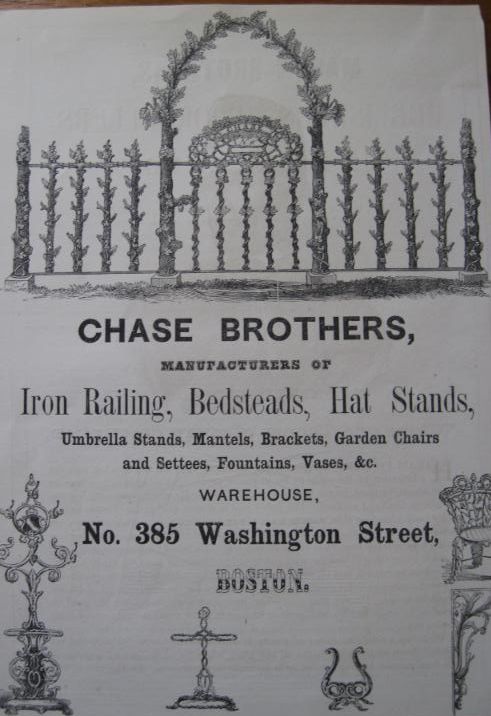 CHASE BROTHERS,
MANUFACTURERS OF
Iron Railing, Bedsteads, Hat Stands,
Umbrella Stands, Mantels, Brackets, Garden Chairs
and Settees, Fountains, Vases, &c.
WAREHOUSE,
No. 385 Washington Street,
BOSTON.